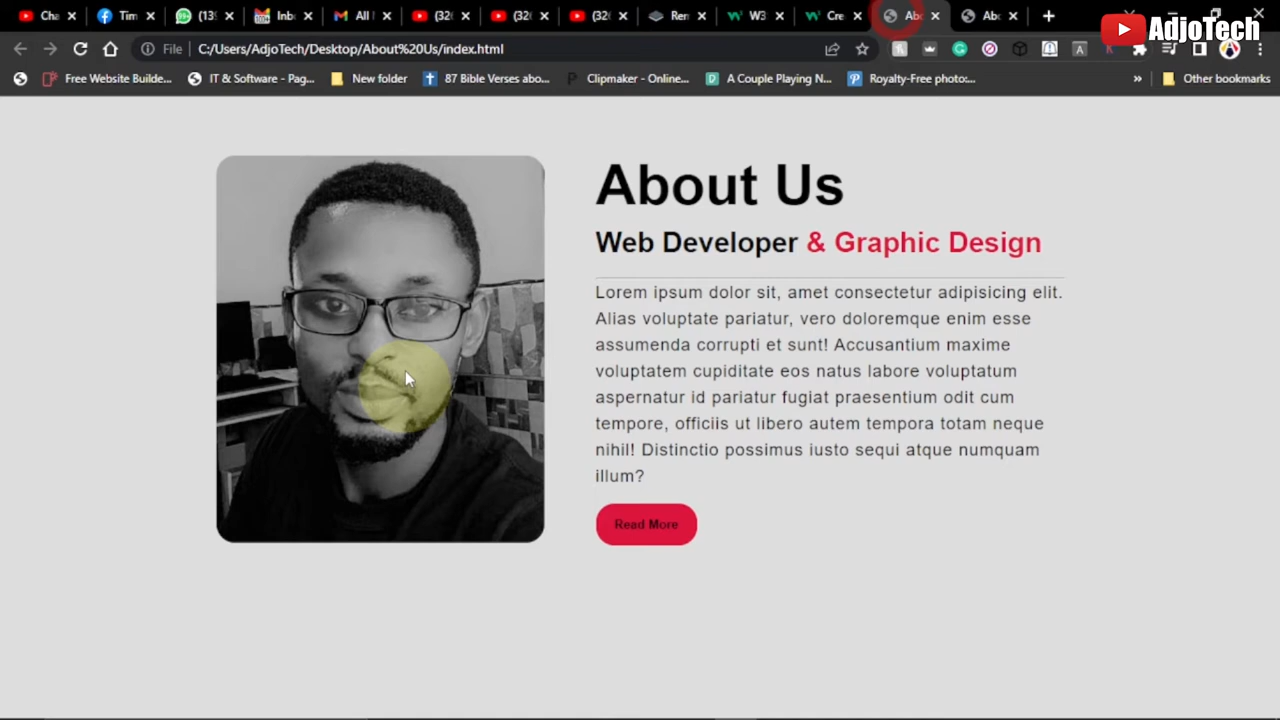 Cha
Tim
(139
Inb
All
(32
(32
(32
Ren
W3
Cre
Abo
Abo
AdjoTech
File
C:/Users/AdjoTech/Desktop/About%20Us/index.html
Free Website Builde...
IT & Software - Pag...
New folder
87 Bible Verses abo...
Clipmaker - Online...
A Couple Playing N...
Royalty-Free photo:...
»
Other bookmarks
About Us
Web Developer & Graphic Design
Lorem ipsum dolor sit, amet consectetur adipisicing elit.
Alias voluptate pariatur, vero doloremque enim esse
assumenda corrupti et sunt! Accusantium maxime
voluptatem cupiditate eos natus labore voluptatum
aspernatur id pariatur fugiat praesentium odit cum
tempore, officiis ut libero autem tempora totam neque
nihil! Distinctio possimus iusto sequi atque numquam
illum?
Read More